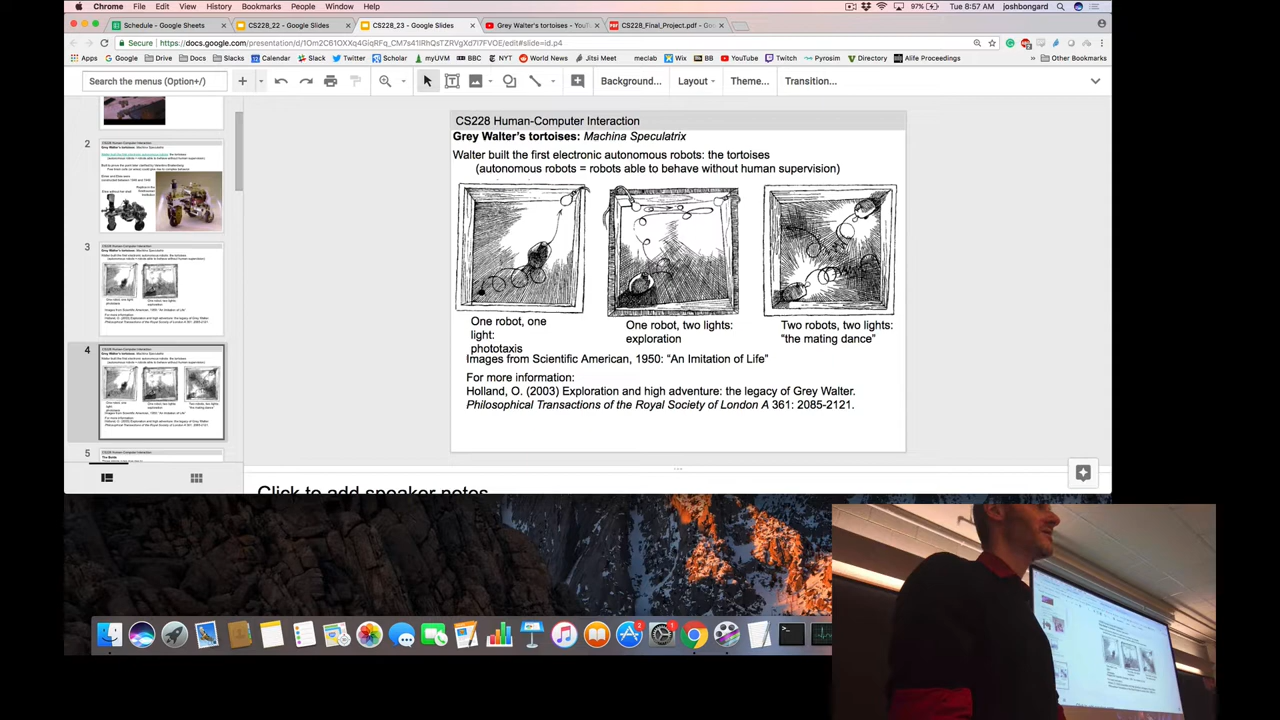 Chrome File Edit View History Bookmarks People Window Help 97% Tue 8:57 AM joshbongard
Schedule - Google Sheets CS228_22 - Google Slides CS228_23 - Google Slides Grey Walter's tortoises - YouT CS228_Final_Project.pdf - Goo
Secure
Apps Google Drive Docs Slacks Calendar Slack Twitter Scholar myUVM BBC NYT World News Jitsi Meet meclab Wiki BB YouTube Twitch Pyrosim Directory Alife Proceedings » Other Bookmarks
Search the menus (Option+/) Background... Layout Theme... Transition...
CS228 Human-Computer Interaction
Grey Walter's tortoises: Machina Speculatrix
Walter built the first electronic autonomous robots: the tortoises
(autonomous robots = robots able to behave without human supervision)
One robot, one
light:
phototaxis
One robot, two lights:
exploration
Two robots, two lights:
"the mating dance"
Images from Scientific American, 1950: "An Imitation of Life"
For more information:
Holland, O. (2003) Exploration and high adventure: the legacy of Grey Walter.
Philosophical Transactions of the Royal Society of London A 361: 2085-2121.
2
3
4
5
Click to add speaker notes